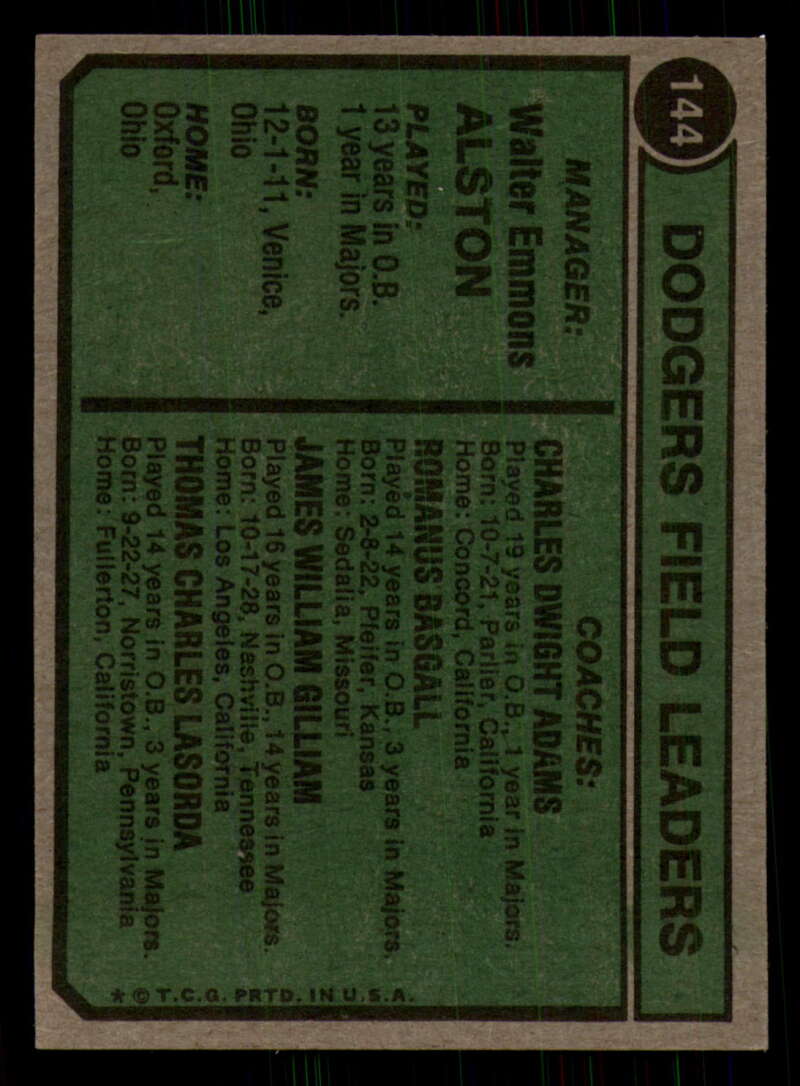 144
DODGERS FIELD LEADERS
MANAGER:
Walter Emmons
ALSTON
PLAYED:
13 years in O.B.
1 year in Majors.
BORN:
12-1-11, Venice,
Ohio
HOME:
Oxford,
Ohio
COACHES:
CHARLES DWIGHT ADAMS
Played 19 years in O.B., 1 year in Majors.
Born: 10-7-21, Parlier, California
Home: Concord, California
ROMANUS BASGALL
Played 14 years in O.B., 3 years in Majors.
Born: 2-8-22, Pfeifer, Kansas
Home: Sedalia, Missouri
JAMES WILLIAM GILLIAM
Played 16 years in O.B., 14 years in Majors.
Born: 10-17-28, Nashville, Tennessee
Home: Los Angeles, California
THOMAS CHARLES LASORDA
Played 14 years in O.B., 3 years in Majors.
Born: 9-22-27, Norristown, Pennsylvania
Home: Fullerton, California
* © T.C.G. PRTD. IN U.S.A.